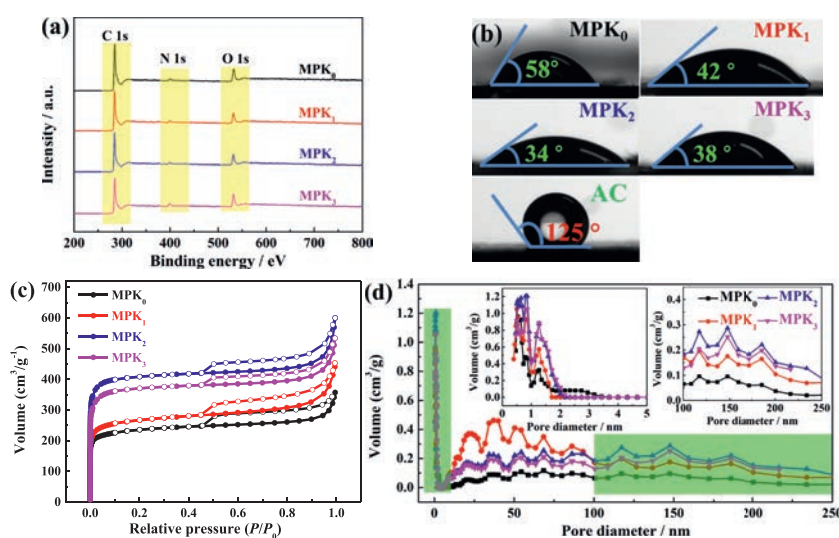 (a)
C 1s
N 1s
O 1s
MPK0
MPK1
MPK2
MPK3
Intensity / a.u.
200 300 400 500 600 700 800
Binding energy / eV
(b)
MPK0
58°
MPK1
42 °
MPK2
34 °
MPK3
38 °
AC
125 °
(c)
MPK0
MPK1
MPK2
MPK3
Volume (cm3/g-1)
700
600
500
400
300
200
100
0
0.0 0.2 0.4 0.6 0.8 1.0
Relative pressure (P/P0)
(d)
Volume (cm3/g)
1.4
1.2
1.0
0.8
0.6
0.4
0.2
0.0
0 50 100 150 200 250
Pore diameter / nm
Volume (cm3/g)
1.2
1.0
0.8
0.6
0.4
0.2
0.0
0 1 2 3 4 5
Pore diameter / nm
Volume (cm3/g)
0.4
0.3
0.2
0.1
0.0
MPK0 MPK2
MPK1 MPK3
100 150 200 250
Pore diameter / nm